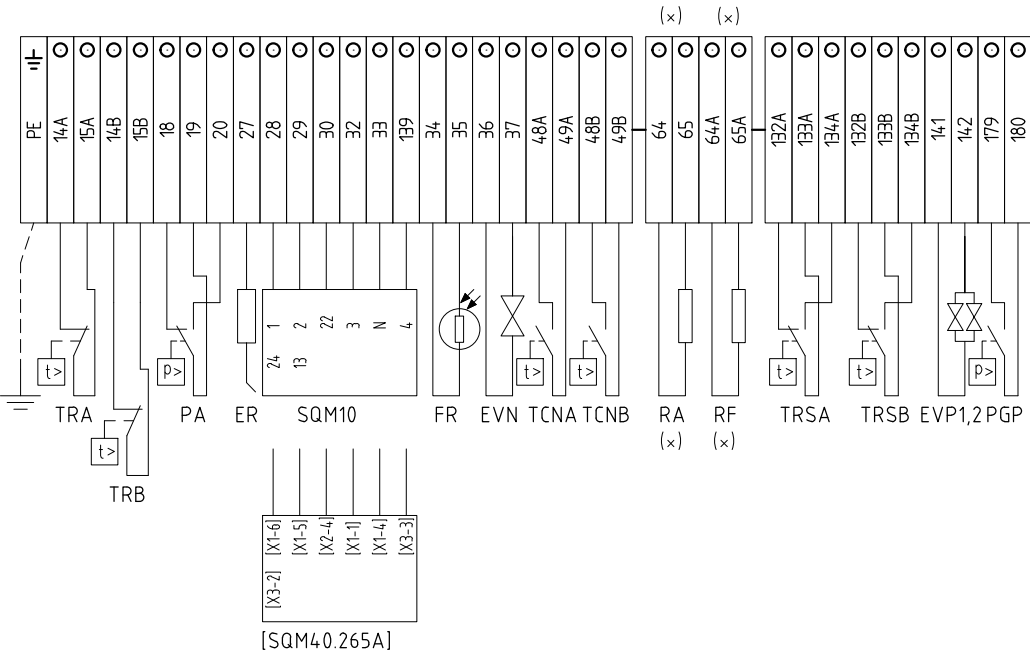 (×) (×)
PE 14A 15A 14B 15B 18 19 20 27 28 29 30 32 33 139 34 35 36 37 48A 49A 48B 49B 64 65 64A 65A 132A 133A 134A 132B 133B 134B 141 142 179 180
1 2 22 3 N 4
24 13
t> p> t> t> t> t> p>
TRA PA ER SQM10 FR EVN TCNA TCNB RA RF TRSA TRSB EVP1,2 PGP
(×) (×)
t>
TRB
[X1-6] [X1-5] [X2-4] [X1-1] [X1-4] [X3-3]
[X3-2]
[SQM40.265A]